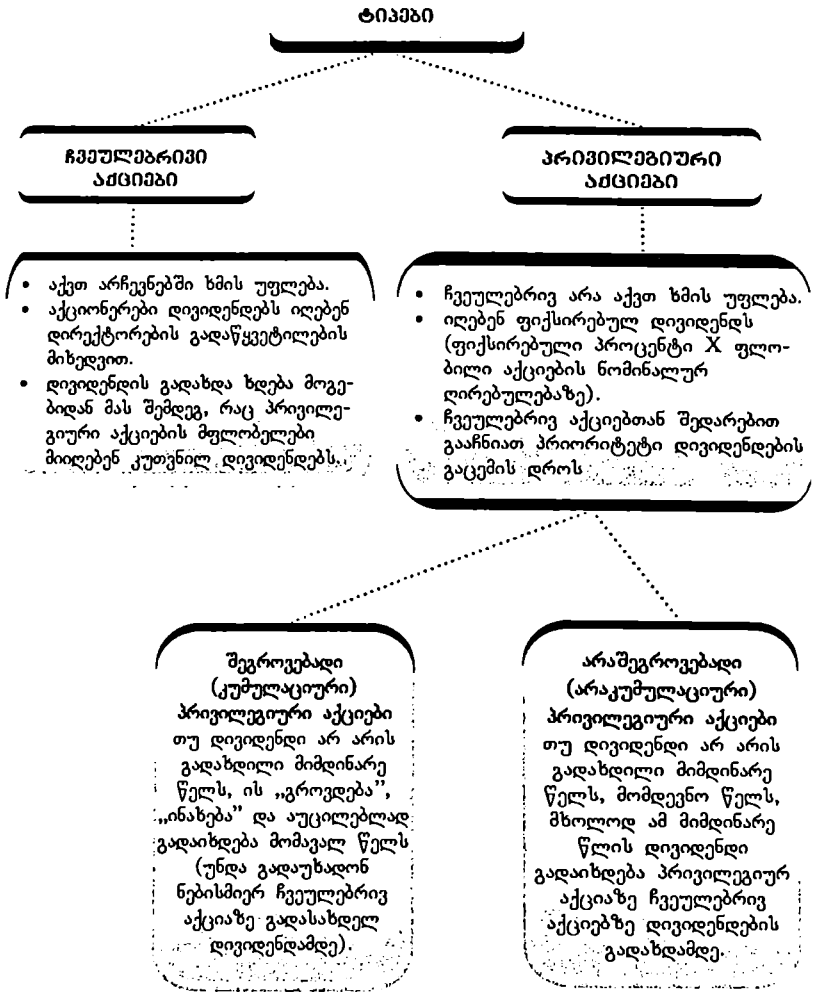 ტიპები
ჩვეულებრივი
აქციები
პრივილეგიური
აქციები
• აქვთ არჩევნებში ხმის უფლება.
• აქციონერები დივიდენდებს იღებენ
დირექტორების გადაწყვეტილების
მიხედვით.
• დივიდენდის გადახდა ხდება მოგე-
ბიდან მას შემდეგ, რაც პრივილე-
გიური აქციების მფლობელები
მიიღებენ კუთვნილ დივიდენდებს.
• ჩვეულებრივ არა აქვთ ხმის უფლება.
• იღებენ ფიქსირებულ დივიდენდს
(ფიქსირებული პროცენტი X ფლო-
ბილი აქციების ნომინალურ
ღირებულებაზე).
• ჩვეულებრივ აქციებთან შედარებით
გააჩნიათ პრიორიტეტი დივიდენდების
გაცემის დროს
შეგროვებადი
(კუმულაციური)
პრივილეგიური აქციები
თუ დივიდენდი არ არის
გადახდილი მიმდინარე
წელს, ის „გროვდება”,
„ინახება” და აუცილებლად
გადაიხდება მომავალ წელს
(უნდა გადაუხადონ
ნებისმიერ ჩვეულებრივ
აქციაზე გადასახდელ
დივიდენდამდე).
არაშეგროვებადი
(არაკუმულაციური)
პრივილეგიური აქციები
თუ დივიდენდი არ არის
გადახდილი მიმდინარე
წელს, მომდევნო წელს,
მხოლოდ ამ მიმდინარე
წლის დივიდენდი
გადაიხდება პრივილეგიურ
აქციაზე ჩვეულებრივ
აქციებზე დივიდენდების
გადახდამდე.